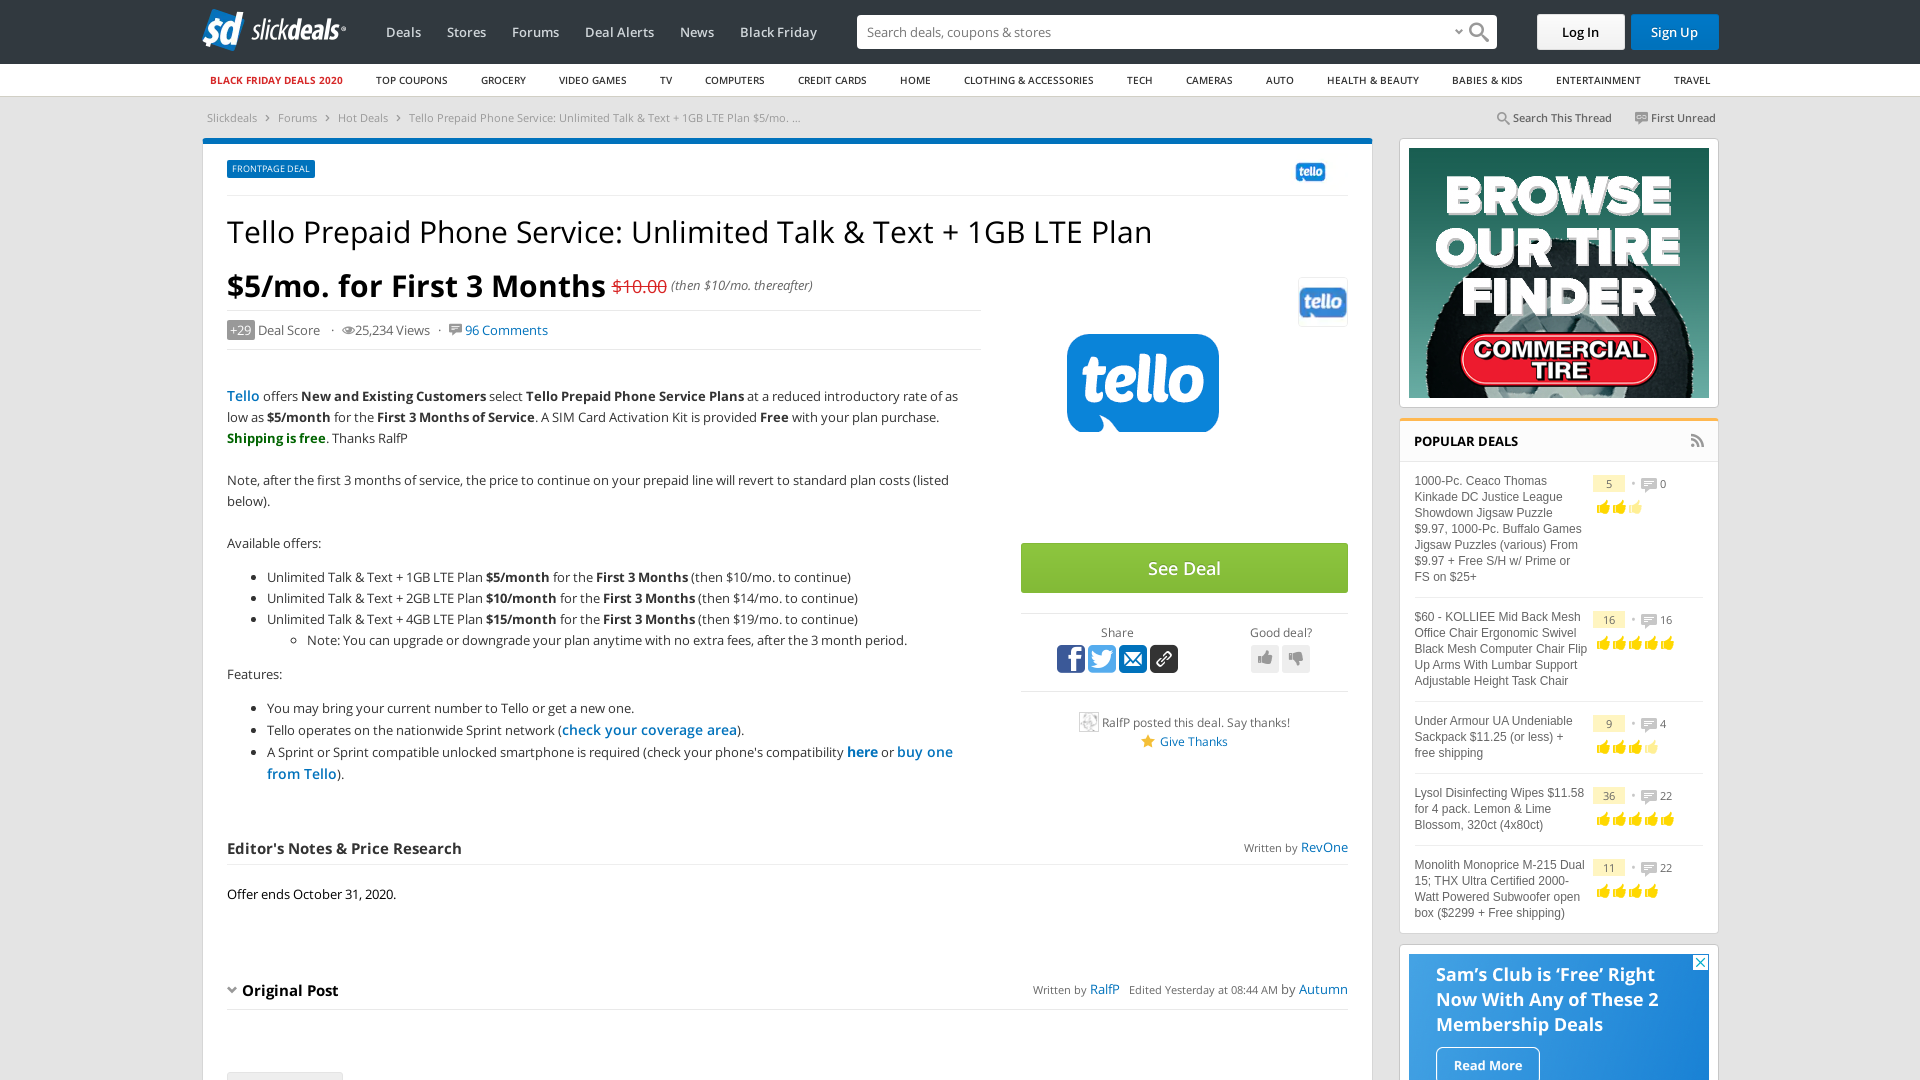 sd slickdeals
Deals Stores Forums Deal Alerts News Black Friday
Search deals, coupons & stores
Log In Sign Up
BLACK FRIDAY DEALS 2020 TOP COUPONS GROCERY VIDEO GAMES TV COMPUTERS CREDIT CARDS HOME CLOTHING & ACCESSORIES TECH CAMERAS AUTO HEALTH & BEAUTY BABIES & KIDS ENTERTAINMENT TRAVEL
Slickdeals > Forums > Hot Deals > Tello Prepaid Phone Service: Unlimited Talk & Text + 1GB LTE Plan $5/mo. ...
Search This Thread First Unread
FRONTPAGE DEAL
tello
Tello Prepaid Phone Service: Unlimited Talk & Text + 1GB LTE Plan
$5/mo. for First 3 Months $10.00 (then $10/mo. thereafter)
+29 Deal Score · 25,234 Views · 96 Comments
Tello offers New and Existing Customers select Tello Prepaid Phone Service Plans at a reduced introductory rate of as
low as $5/month for the First 3 Months of Service. A SIM Card Activation Kit is provided Free with your plan purchase.
Shipping is free. Thanks RalfP
Note, after the first 3 months of service, the price to continue on your prepaid line will revert to standard plan costs (listed
below).
Available offers:
Unlimited Talk & Text + 1GB LTE Plan $5/month for the First 3 Months (then $10/mo. to continue)
Unlimited Talk & Text + 2GB LTE Plan $10/month for the First 3 Months (then $14/mo. to continue)
Unlimited Talk & Text + 4GB LTE Plan $15/month for the First 3 Months (then $19/mo. to continue)
Note: You can upgrade or downgrade your plan anytime with no extra fees, after the 3 month period.
Features:
You may bring your current number to Tello or get a new one.
Tello operates on the nationwide Sprint network (check your coverage area).
A Sprint or Sprint compatible unlocked smartphone is required (check your phone's compatibility here or buy one
from Tello).
tello
tello
See Deal
Share Good deal?
RalfP posted this deal. Say thanks!
Give Thanks
Editor's Notes & Price Research Written by RevOne
Offer ends October 31, 2020.
Original Post Written by RalfP Edited Yesterday at 08:44 AM by Autumn
BROWSE
OUR TIRE
FINDER
COMMERCIAL
TIRE
POPULAR DEALS
1000-Pc. Ceaco Thomas
Kinkade DC Justice League
Showdown Jigsaw Puzzle
$9.97, 1000-Pc. Buffalo Games
Jigsaw Puzzles (various) From
$9.97 + Free S/H w/ Prime or
FS on $25+
5 • 0
$60 - KOLLIEE Mid Back Mesh
Office Chair Ergonomic Swivel
Black Mesh Computer Chair Flip
Up Arms With Lumbar Support
Adjustable Height Task Chair
16 • 16
Under Armour UA Undeniable
Sackpack $11.25 (or less) +
free shipping
9 • 4
Lysol Disinfecting Wipes $11.58
for 4 pack. Lemon & Lime
Blossom, 320ct (4x80ct)
36 • 22
Monolith Monoprice M-215 Dual
15; THX Ultra Certified 2000-
Watt Powered Subwoofer open
box ($2299 + Free shipping)
11 • 22
Sam's Club is 'Free' Right
Now With Any of These 2
Membership Deals
Read More